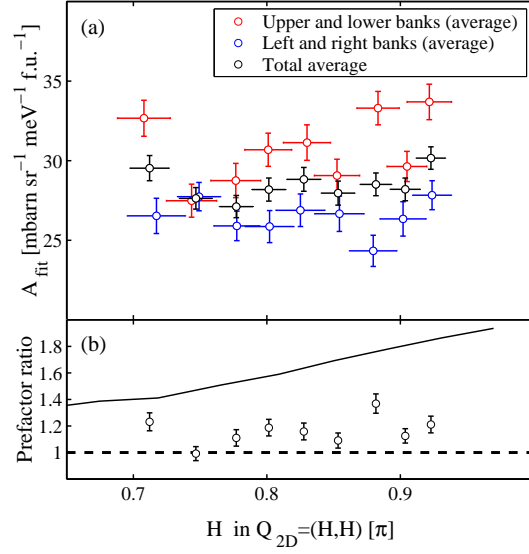 (a)
Upper and lower banks (average)
Left and right banks (average)
Total average
35
30
25
A_fit [mbarn sr⁻¹ meV⁻¹ f.u.⁻¹]
(b)
1.8
1.6
1.4
1.2
1
Prefactor ratio
0.7 0.8 0.9
H in Q_2D=(H,H) [π]